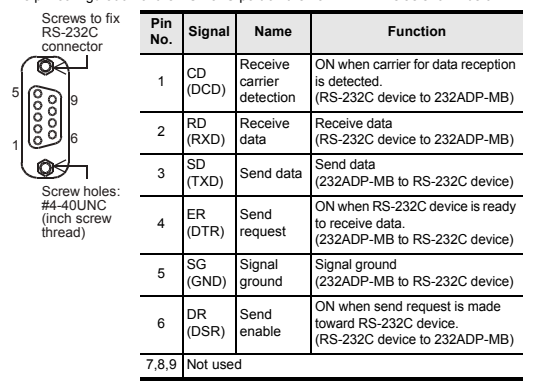 Screws to fix
RS-232C
connector
5
9
1
6
Screw holes:
#4-40UNC
(inch screw
thread)
Pin
No.
Signal
Name
Function
1
CD
(DCD)
Receive
carrier
detection
ON when carrier for data reception
is detected.
(RS-232C device to 232ADP-MB)
2
RD
(RXD)
Receive
data
Receive data
(RS-232C device to 232ADP-MB)
3
SD
(TXD)
Send data
Send data
(232ADP-MB to RS-232C device)
4
ER
(DTR)
Send
request
ON when RS-232C device is ready
to receive data.
(232ADP-MB to RS-232C device)
5
SG
(GND)
Signal
ground
Signal ground
(232ADP-MB to RS-232C device)
6
DR
(DSR)
Send
enable
ON when send request is made
toward RS-232C device.
(RS-232C device to 232ADP-MB)
7,8,9
Not used